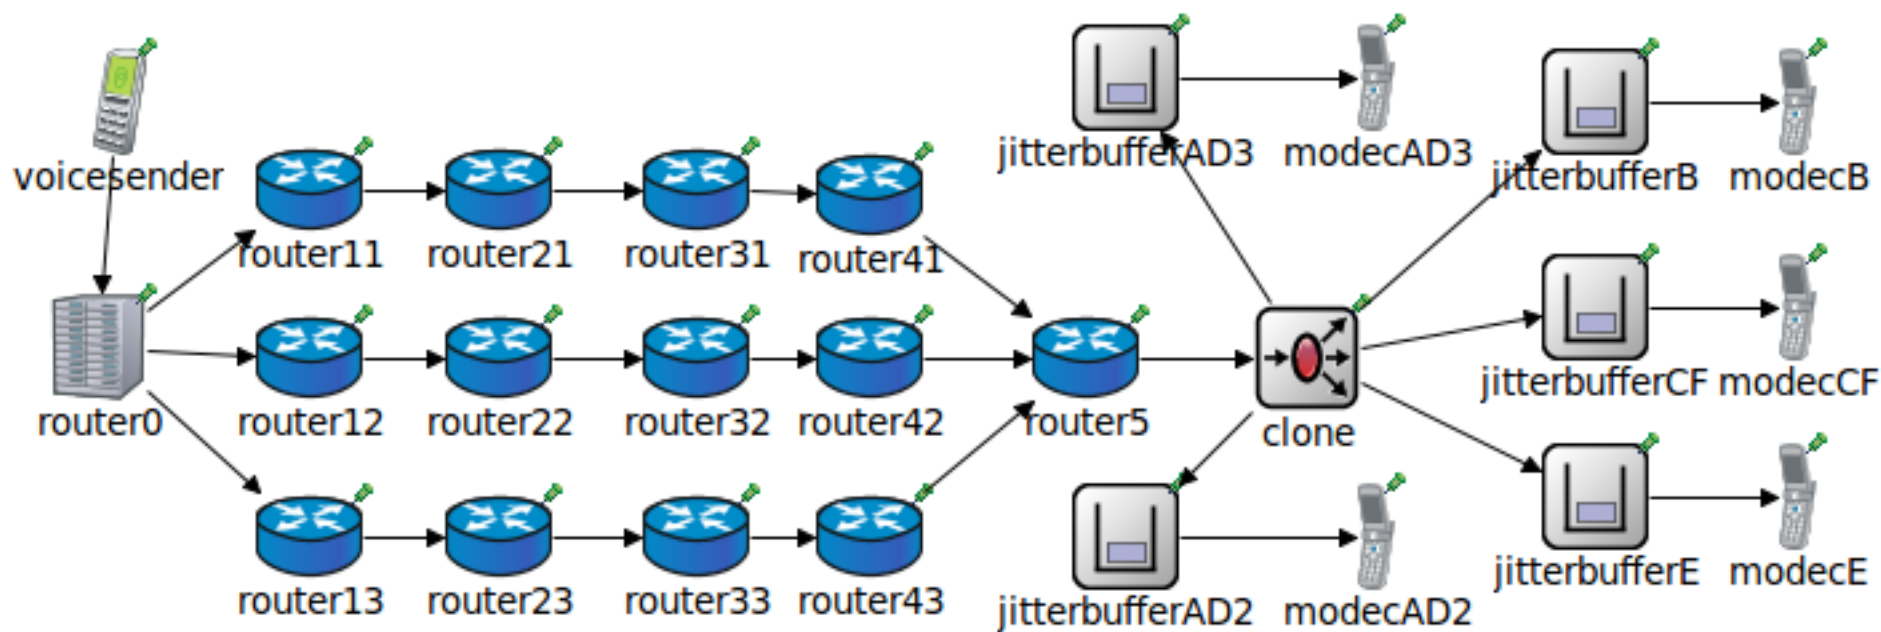 voicesender
router0
router11
router21
router31
router41
router12
router22
router32
router42
router13
router23
router33
router43
router5
clone
jitterbufferAD3
modecAD3
jitterbufferB
modecB
jitterbufferCF
modecCF
jitterbufferE
modecE
jitterbufferAD2
modecAD2